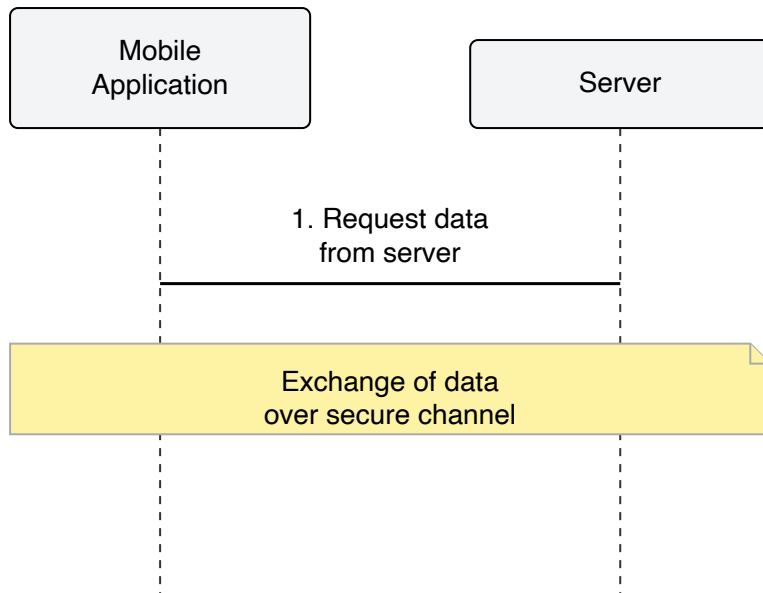 Mobile
Application
Server
1. Request data
from server
Exchange of data
over secure channel